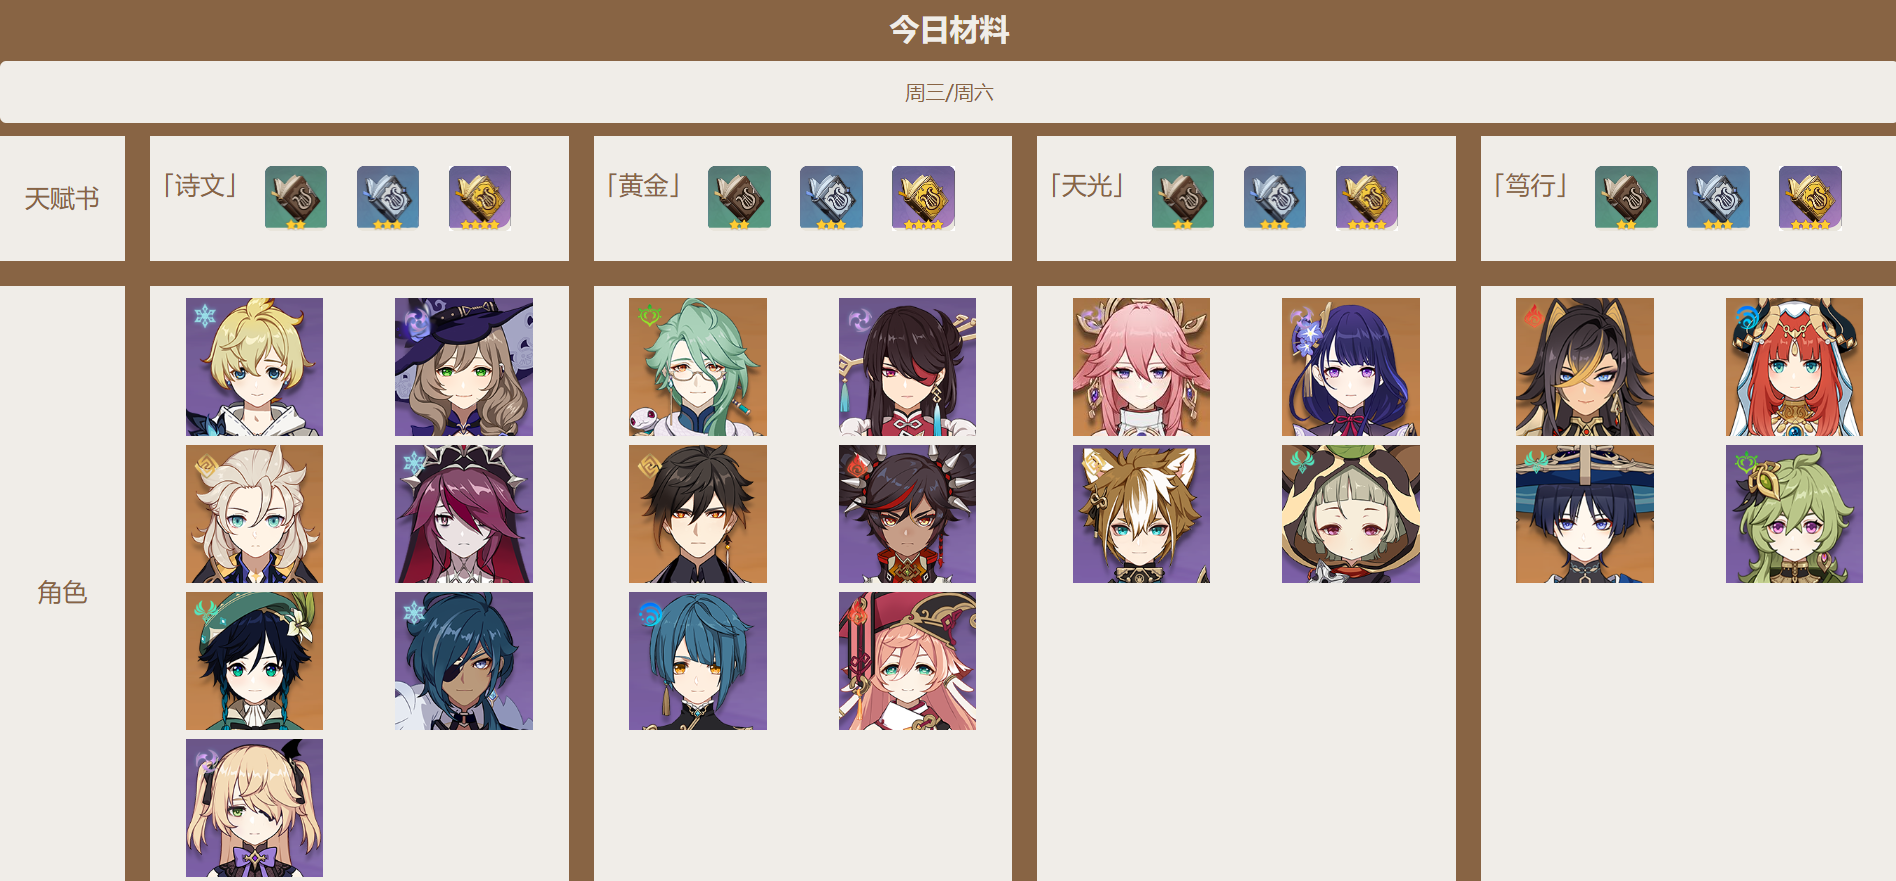 今日材料
周三/周六
天赋书
「诗文」
「黄金」
「天光」
「笃行」
角色